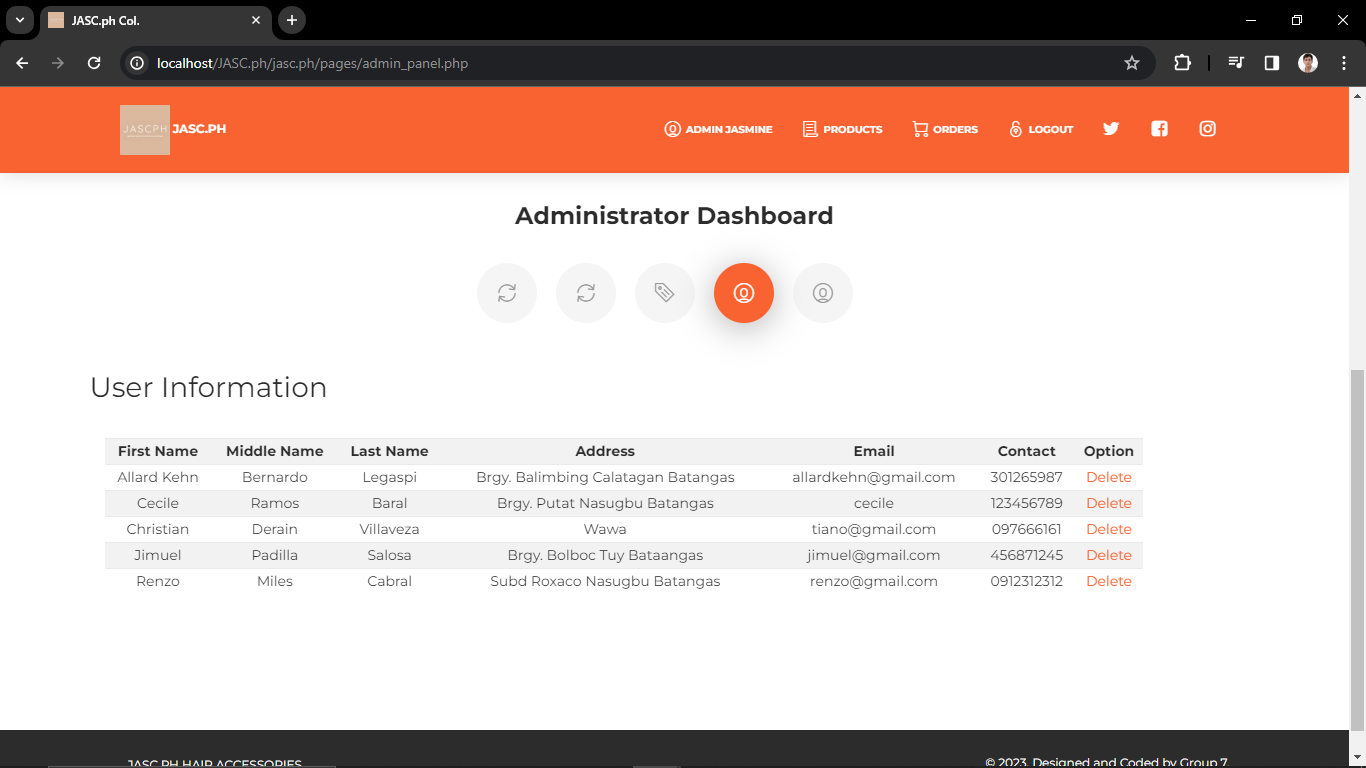 JASC.ph Col.
localhost/JASC.ph/jasc.ph/pages/admin_panel.php
JASCPH JASC.PH ADMIN JASMINE PRODUCTS ORDERS LOGOUT
Administrator Dashboard
User Information
First Name Middle Name Last Name Address Email Contact Option
Allard Kehn Bernardo Legaspi Brgy. Balimbing Calatagan Batangas allardkehn@gmail.com 301265987 Delete
Cecile Ramos Baral Brgy. Putat Nasugbu Batangas cecile 123456789 Delete
Christian Derain Villaveza Wawa tiano@gmail.com 097666161 Delete
Jimuel Padilla Salosa Brgy. Bolboc Tuy Bataangas jimuel@gmail.com 456871245 Delete
Renzo Miles Cabral Subd Roxaco Nasugbu Batangas renzo@gmail.com 0912312312 Delete
JASC.PH HAIR ACCESSORIES © 2023. Designed and Coded by Group 7.